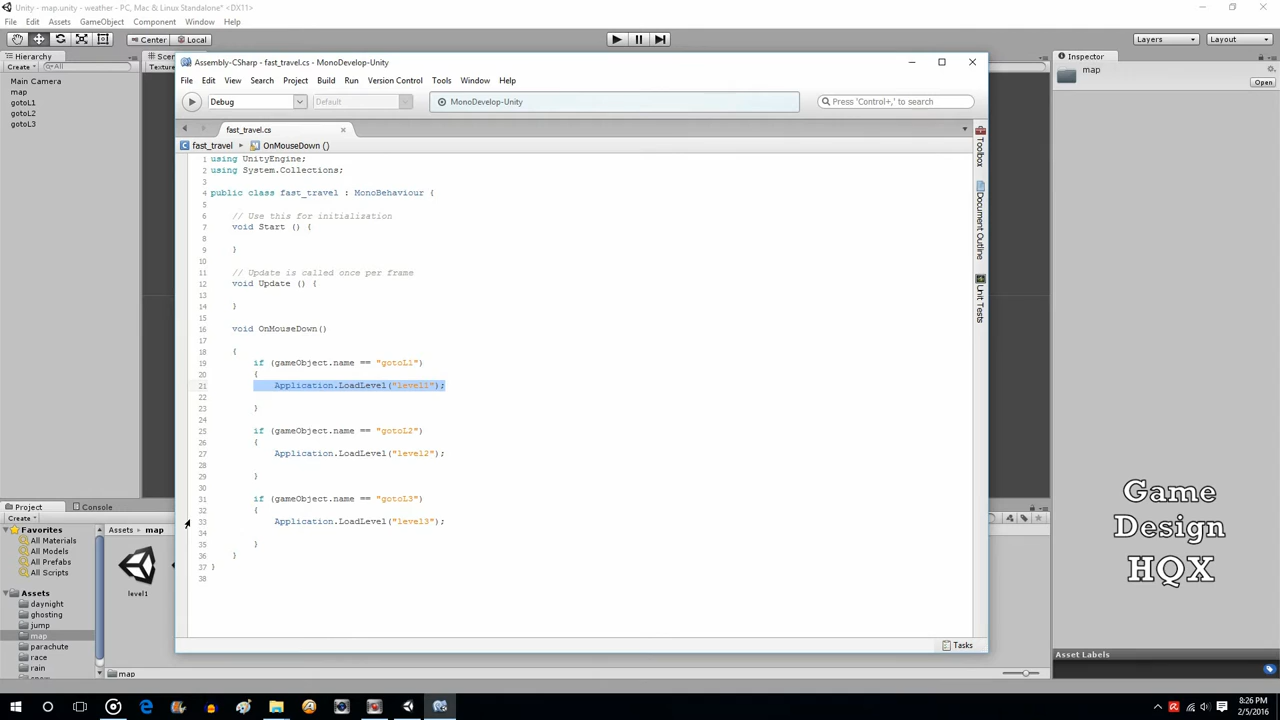 Unity - map.unity - weather - PC, Mac & Linux Standalone* <DX11>
File Edit Assets GameObject Component Window Help
Center Local
Layers Layout
Hierarchy
Create All
Main Camera
map
gotoL1
gotoL2
gotoL3
Scen
Texture
Assembly-CSharp - fast_travel.cs - MonoDevelop-Unity
File Edit View Search Project Build Run Version Control Tools Window Help
Debug Default MonoDevelop-Unity Press 'Control+,' to search
fast_travel.cs
fast_travel OnMouseDown ()
1 using UnityEngine;
2 using System.Collections;
3
4 public class fast_travel : MonoBehaviour {
5
6 // Use this for initialization
7 void Start () {
8
9 }
10
11 // Update is called once per frame
12 void Update () {
13
14 }
15
16 void OnMouseDown()
17
18 {
19 if (gameObject.name == "gotoL1")
20 {
21 Application.LoadLevel("level1");
22
23 }
24
25 if (gameObject.name == "gotoL2")
26 {
27 Application.LoadLevel("level2");
28
29 }
30
31 if (gameObject.name == "gotoL3")
32 {
33 Application.LoadLevel("level3");
34
35 }
36 }
37 }
38
Toolbox
Document Outline
Unit Tests
Tasks
Inspector
map
Open
Project Console
Create
Favorites
All Materials
All Models
All Prefabs
All Scripts
Assets
daynight
ghosting
jump
map
parachute
race
rain
Assets map
level1
map
Game
Design
HQX
Asset Labels
8:26 PM
2/5/2016